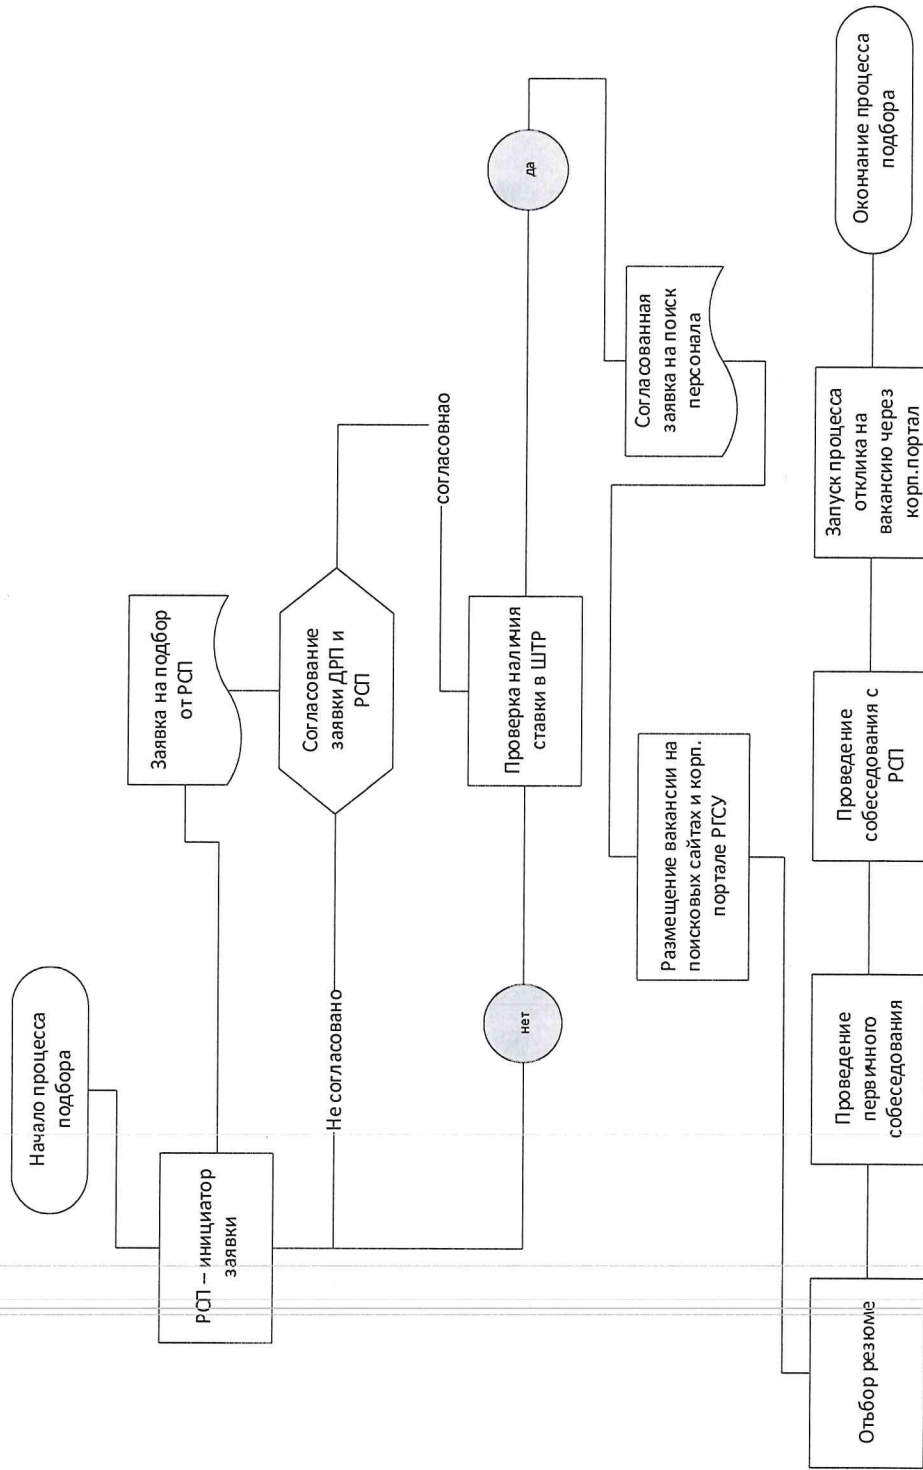 Начало процесса
подбора
РСП – инициатор
заявки
Заявка на подбор
от РСП
Согласование
заявки ДРП и
РСП
Не согласовано
согласовнао
Проверка наличия
ставки в ШТР
нет
да
Согласованная
заявка на поиск
персонала
Размещение вакансии на
поисковых сайтах и корп.
портале РГСУ
Отьбор резюме
Проведение
первичного
собеседования
Проведение
собеседования с
РСП
Запуск процесса
отклика на
вакансию через
корп.портал
Окончание процесса
подбора